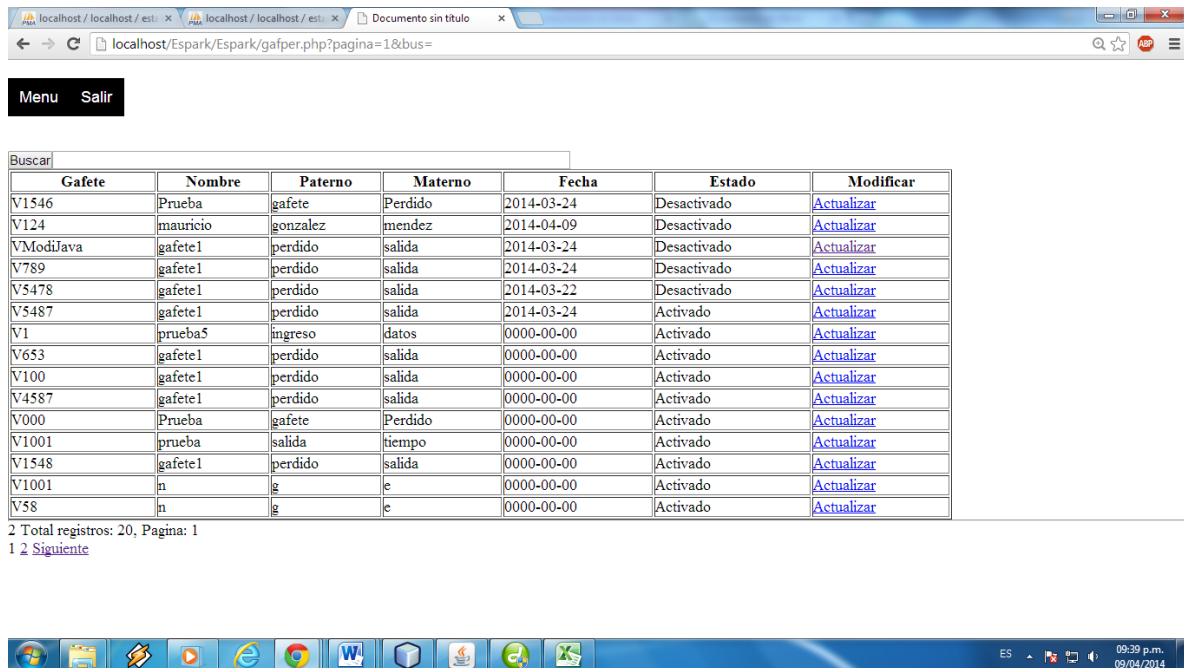 localhost / localhost / est
localhost / localhost / est
Documento sin título
localhost/Espark/Espark/gafper.php?pagina=1&bus=
ABP
Menu Salir
Buscar
Gafete Nombre Paterno Materno Fecha Estado Modificar
V1546 Prueba gafete Perdido 2014-03-24 Desactivado Actualizar
V124 mauricio gonzalez mendez 2014-04-09 Desactivado Actualizar
VModiJava gafete1 perdido salida 2014-03-24 Desactivado Actualizar
V789 gafete1 perdido salida 2014-03-24 Desactivado Actualizar
V5478 gafete1 perdido salida 2014-03-22 Desactivado Actualizar
V5487 gafete1 perdido salida 2014-03-24 Activado Actualizar
V1 prueba5 ingreso datos 0000-00-00 Activado Actualizar
V653 gafete1 perdido salida 0000-00-00 Activado Actualizar
V100 gafete1 perdido salida 0000-00-00 Activado Actualizar
V4587 gafete1 perdido salida 0000-00-00 Activado Actualizar
V000 Prueba gafete Perdido 0000-00-00 Activado Actualizar
V1001 prueba salida tiempo 0000-00-00 Activado Actualizar
V1548 gafete1 perdido salida 0000-00-00 Activado Actualizar
V1001 n g e 0000-00-00 Activado Actualizar
V58 n g e 0000-00-00 Activado Actualizar
2 Total registros: 20, Pagina: 1
1 2 Siguiente
ES
09:39 p.m.
09/04/2014